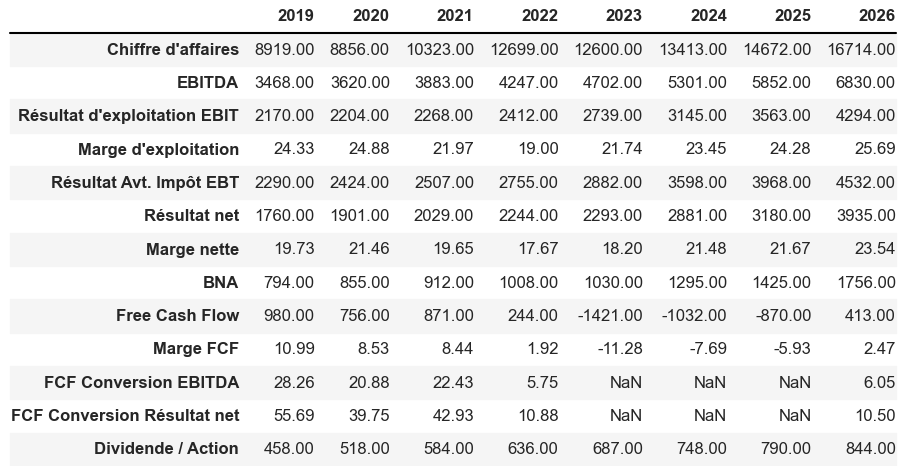 2019 2020 2021 2022 2023 2024 2025 2026
Chiffre d'affaires 8919.00 8856.00 10323.00 12699.00 12600.00 13413.00 14672.00 16714.00
EBITDA 3468.00 3620.00 3883.00 4247.00 4702.00 5301.00 5852.00 6830.00
Résultat d'exploitation EBIT 2170.00 2204.00 2268.00 2412.00 2739.00 3145.00 3563.00 4294.00
Marge d'exploitation 24.33 24.88 21.97 19.00 21.74 23.45 24.28 25.69
Résultat Avt. Impôt EBT 2290.00 2424.00 2507.00 2755.00 2882.00 3598.00 3968.00 4532.00
Résultat net 1760.00 1901.00 2029.00 2244.00 2293.00 2881.00 3180.00 3935.00
Marge nette 19.73 21.46 19.65 17.67 18.20 21.48 21.67 23.54
BNA 794.00 855.00 912.00 1008.00 1030.00 1295.00 1425.00 1756.00
Free Cash Flow 980.00 756.00 871.00 244.00 -1421.00 -1032.00 -870.00 413.00
Marge FCF 10.99 8.53 8.44 1.92 -11.28 -7.69 -5.93 2.47
FCF Conversion EBITDA 28.26 20.88 22.43 5.75 NaN NaN NaN 6.05
FCF Conversion Résultat net 55.69 39.75 42.93 10.88 NaN NaN NaN 10.50
Dividende / Action 458.00 518.00 584.00 636.00 687.00 748.00 790.00 844.00